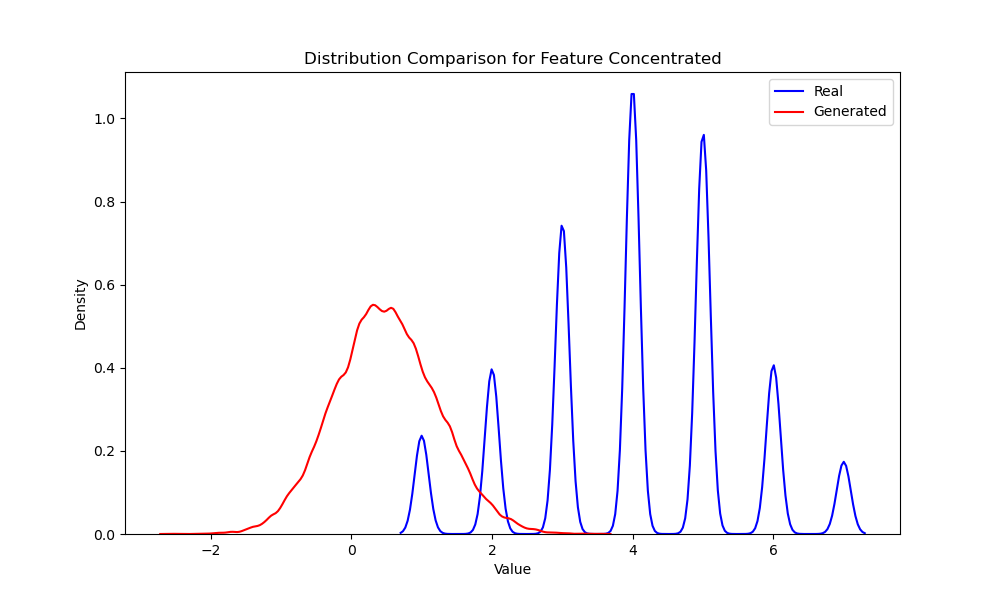 Distribution Comparison for Feature Concentrated
Real
Generated
Density
1.0
0.8
0.6
0.4
0.2
0.0
−2
0
2
4
6
Value